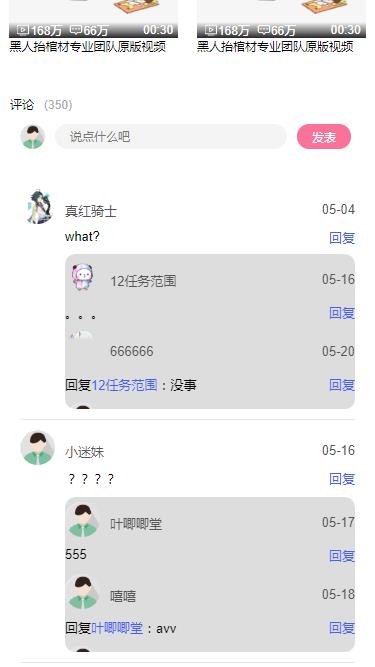 168万 66万 00:30 168万 66万 00:30
黑人抬棺材专业团队原版视频 黑人抬棺材专业团队原版视频
评论 (350)
说点什么吧 发表
真红骑士 05-04
what? 回复
12任务范围 05-16
。。。 回复
666666 05-20
回复12任务范围：没事 回复
小迷妹 05-16
？？？？ 回复
叶唧唧堂 05-17
555 回复
嘻嘻 05-18
回复叶唧唧堂：avv 回复